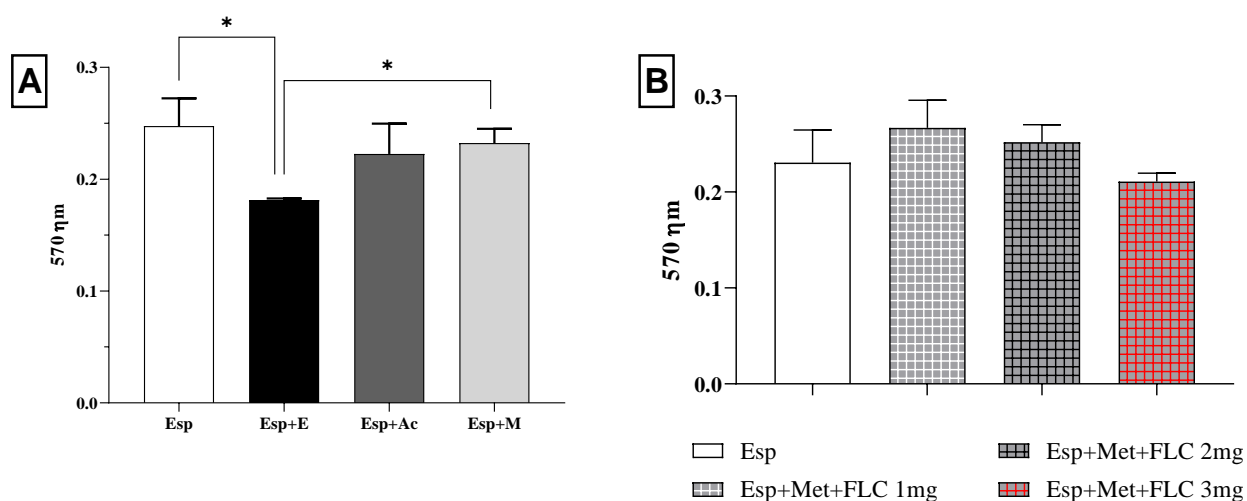 A
*
*
0.3
0.2
0.1
0.0
570 ηm
Esp
Esp+E
Esp+Ac
Esp+M
B
0.3
0.2
0.1
0.0
570 ηm
Esp
Esp+Met+FLC 1mg
Esp+Met+FLC 2mg
Esp+Met+FLC 3mg